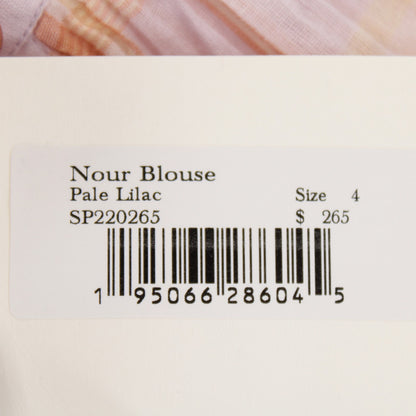 Nour Blouse
Pale Lilac Size 4
SP220265 $ 265
1 95066 28604 5